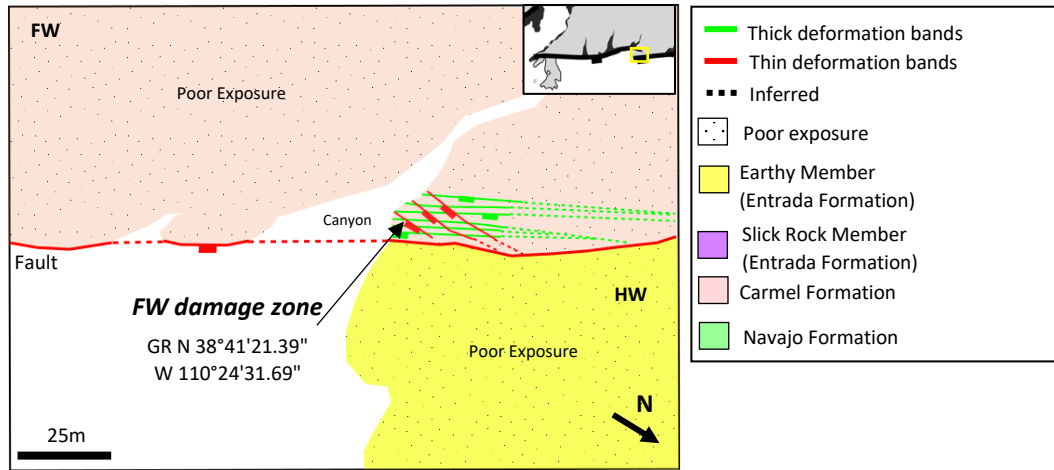 FW
Poor Exposure
Canyon
Fault
FW damage zone
GR N 38°41'21.39"
W 110°24'31.69"
HW
Poor Exposure
N
25m
Thick deformation bands
Thin deformation bands
Inferred
Poor exposure
Earthy Member
(Entrada Formation)
Slick Rock Member
(Entrada Formation)
Carmel Formation
Navajo Formation